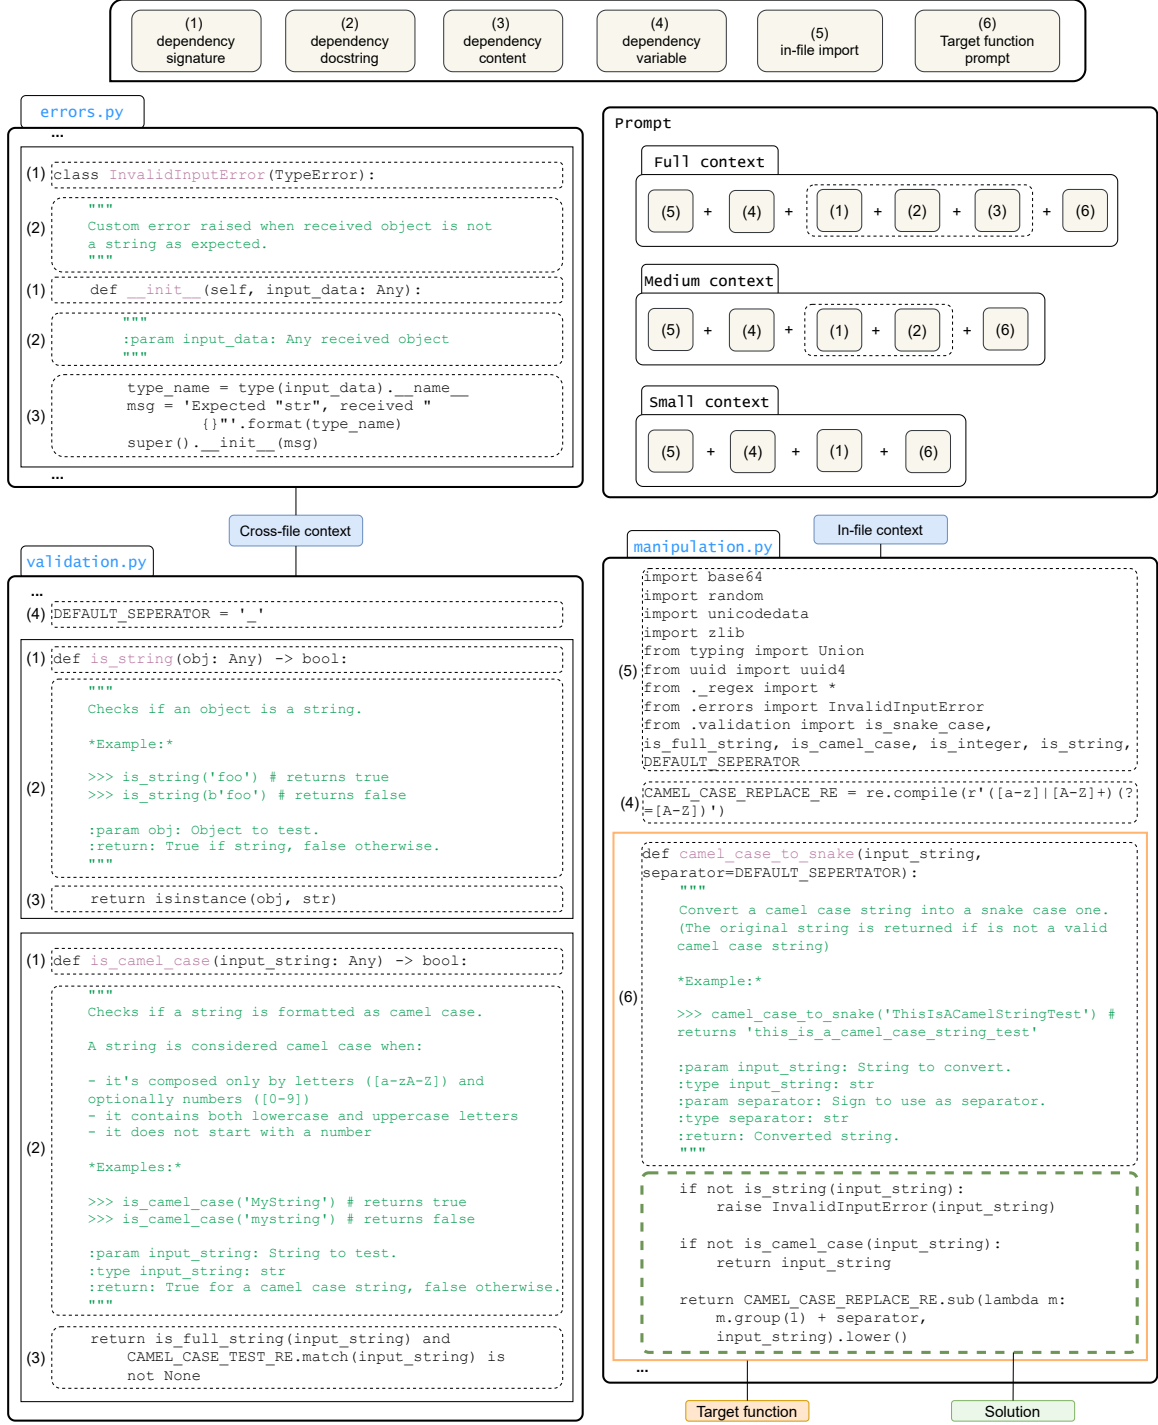 (1)
dependency
signature
(2)
dependency
docstring
(3)
dependency
content
(4)
dependency
variable
(5)
in-file import
(6)
Target function
prompt
errors.py
...
(1) class InvalidInputError(TypeError):
"""
Custom error raised when received object is not
(2)
a string as expected.
"""
(1) def __init__(self, input_data: Any):
"""
(2) :param input_data: Any received object
"""
type_name = type(input_data).__name__
msg = 'Expected "str", received "
(3)
{}"'.format(type_name)
super().__init__(msg)
...
Prompt
Full context
(5) + (4) + (1) + (2) + (3) + (6)
Medium context
(5) + (4) + (1) + (2) + (6)
Small context
(5) + (4) + (1) + (6)
Cross-file context
In-file context
validation.py
...
(4) DEFAULT_SEPERATOR = '_'
(1) def is_string(obj: Any) -> bool:
"""
Checks if an object is a string.
*Example:*
>>> is_string('foo') # returns true
(2)
>>> is_string(b'foo') # returns false
:param obj: Object to test.
:return: True if string, false otherwise.
"""
(3) return isinstance(obj, str)
(1) def is_camel_case(input_string: Any) -> bool:
"""
Checks if a string is formatted as camel case.
A string is considered camel case when:
- it's composed only by letters ([a-zA-Z]) and
optionally numbers ([0-9])
- it contains both lowercase and uppercase letters
- it does not start with a number
(2)
*Examples:*
>>> is_camel_case('MyString') # returns true
>>> is_camel_case('mystring') # returns false
:param input_string: String to test.
:type input_string: str
:return: True for a camel case string, false otherwise.
"""
return is_full_string(input_string) and
(3) CAMEL_CASE_TEST_RE.match(input_string) is
not None
manipulation.py
import base64
import random
import unicodedata
import zlib
from typing import Union
(5) from uuid import uuid4
from ._regex import *
from .errors import InvalidInputError
from .validation import is_snake_case,
is_full_string, is_camel_case, is_integer, is_string,
DEFAULT_SEPERATOR
(4) CAMEL_CASE_REPLACE_RE = re.compile(r'([a-z]|[A-Z]+)(?
=[A-Z])')
def camel_case_to_snake(input_string,
separator=DEFAULT_SEPERTATOR):
"""
Convert a camel case string into a snake case one.
(The original string is returned if is not a valid
camel case string)
*Example:*
(6)
>>> camel_case_to_snake('ThisIsACamelStringTest') #
returns 'this_is_a_camel_case_string_test'
:param input_string: String to convert.
:type input_string: str
:param separator: Sign to use as separator.
:type separator: str
:return: Converted string.
"""
if not is_string(input_string):
raise InvalidInputError(input_string)
if not is_camel_case(input_string):
return input_string
return CAMEL_CASE_REPLACE_RE.sub(lambda m:
m.group(1) + separator,
input_string).lower()
...
Target function
Solution